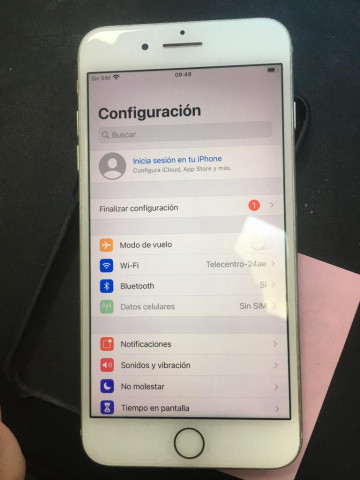 Sin SIM
09:49
Configuración
Buscar
Inicia sesión en tu iPhone
Configura iCloud, App Store y más.
Finalizar configuración 1
Modo de vuelo
Wi-Fi Telecentro-24ae
Bluetooth Sí
Datos celulares Sin SIM
Notificaciones
Sonidos y vibración
No molestar
Tiempo en pantalla